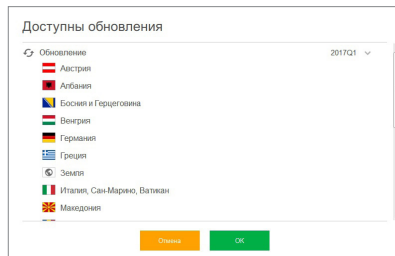 Доступны обновления
Обновление 2017Q1
Австрия
Албания
Босния и Герцеговина
Венгрия
Германия
Греция
Земля
Италия, Сан-Марино, Ватикан
Македония
Отмена OK